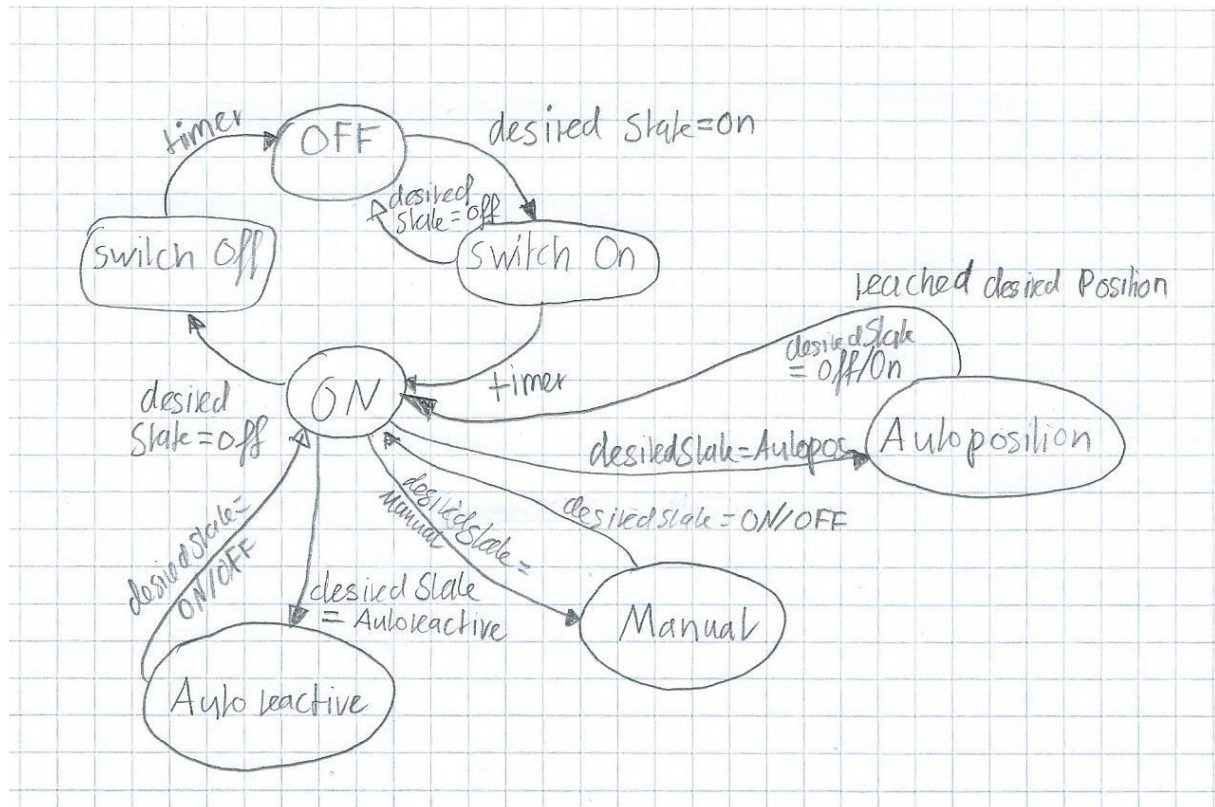 timer
OFF
desired State=On
desired
State=Off
switch Off
switch On
reached desired Position
desiredState
= Off/On
timer
ON
desired
State=Off
Autoposition
desiredState=Autopos
desiredState=
Manual
desiredState=ON/OFF
desiredState=
ON/OFF
desired State
= Autoreactive
Manual
Autoreactive